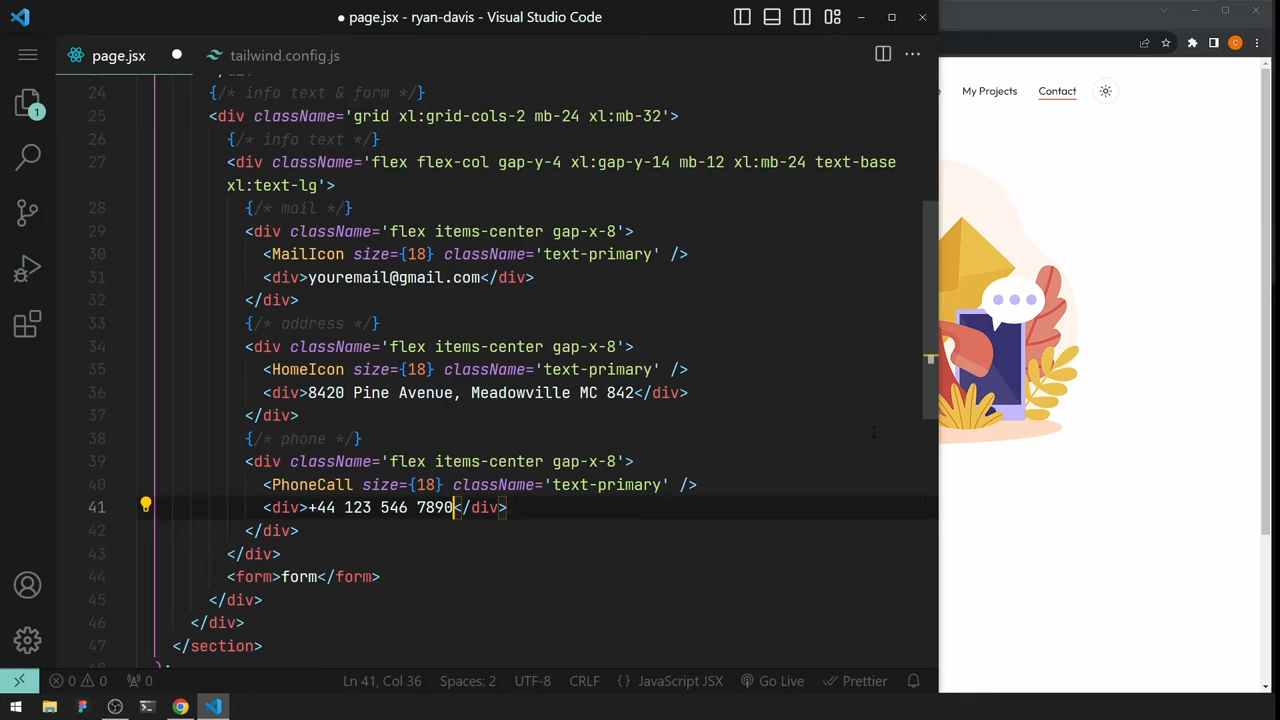 ● page.jsx - ryan-davis - Visual Studio Code
page.jsx
tailwind.config.js
24 {/* info text & form */}
25 <div className='grid xl:grid-cols-2 mb-24 xl:mb-32'>
26 {/* info text */}
27 <div className='flex flex-col gap-y-4 xl:gap-y-14 mb-12 xl:mb-24 text-base
xl:text-lg'>
28 {/* mail */}
29 <div className='flex items-center gap-x-8'>
30 <MailIcon size={18} className='text-primary' />
31 <div>youremail@gmail.com</div>
32 </div>
33 {/* address */}
34 <div className='flex items-center gap-x-8'>
35 <HomeIcon size={18} className='text-primary' />
36 <div>8420 Pine Avenue, Meadowville MC 842</div>
37 </div>
38 {/* phone */}
39 <div className='flex items-center gap-x-8'>
40 <PhoneCall size={18} className='text-primary' />
41 <div>+44 123 546 7890</div>
42 </div>
43 </div>
44 <form>form</form>
45 </div>
46 </div>
47 </section>
1
My Projects
Contact
C
0 0 0
Ln 41, Col 36
Spaces: 2
UTF-8
CRLF
{} JavaScript JSX
Go Live
Prettier